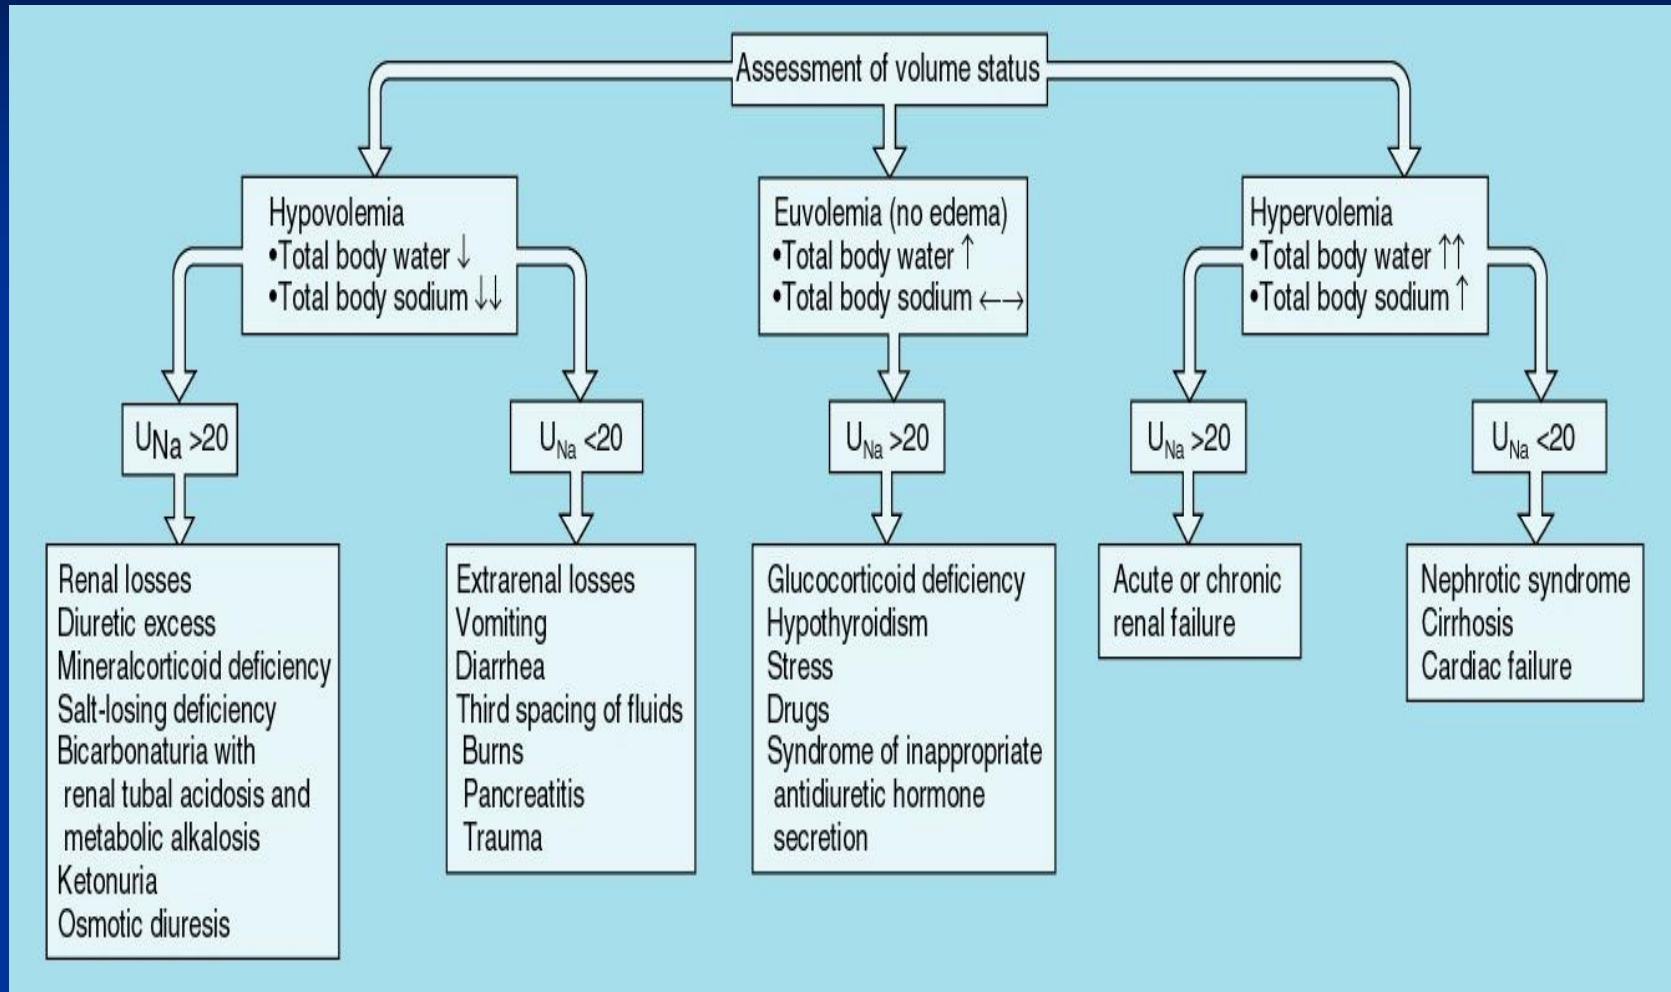 Assessment of volume status
Hypovolemia
•Total body water ↓
•Total body sodium ↓↓
Euvolemia (no edema)
•Total body water ↑
•Total body sodium ←→
Hypervolemia
•Total body water ↑↑
•Total body sodium ↑
UNa >20
UNa <20
UNa >20
UNa >20
UNa <20
Renal losses
Diuretic excess
Mineralcorticoid deficiency
Salt-losing deficiency
Bicarbonaturia with
renal tubal acidosis and
metabolic alkalosis
Ketonuria
Osmotic diuresis
Extrarenal losses
Vomiting
Diarrhea
Third spacing of fluids
Burns
Pancreatitis
Trauma
Glucocorticoid deficiency
Hypothyroidism
Stress
Drugs
Syndrome of inappropriate
antidiuretic hormone
secretion
Acute or chronic
renal failure
Nephrotic syndrome
Cirrhosis
Cardiac failure